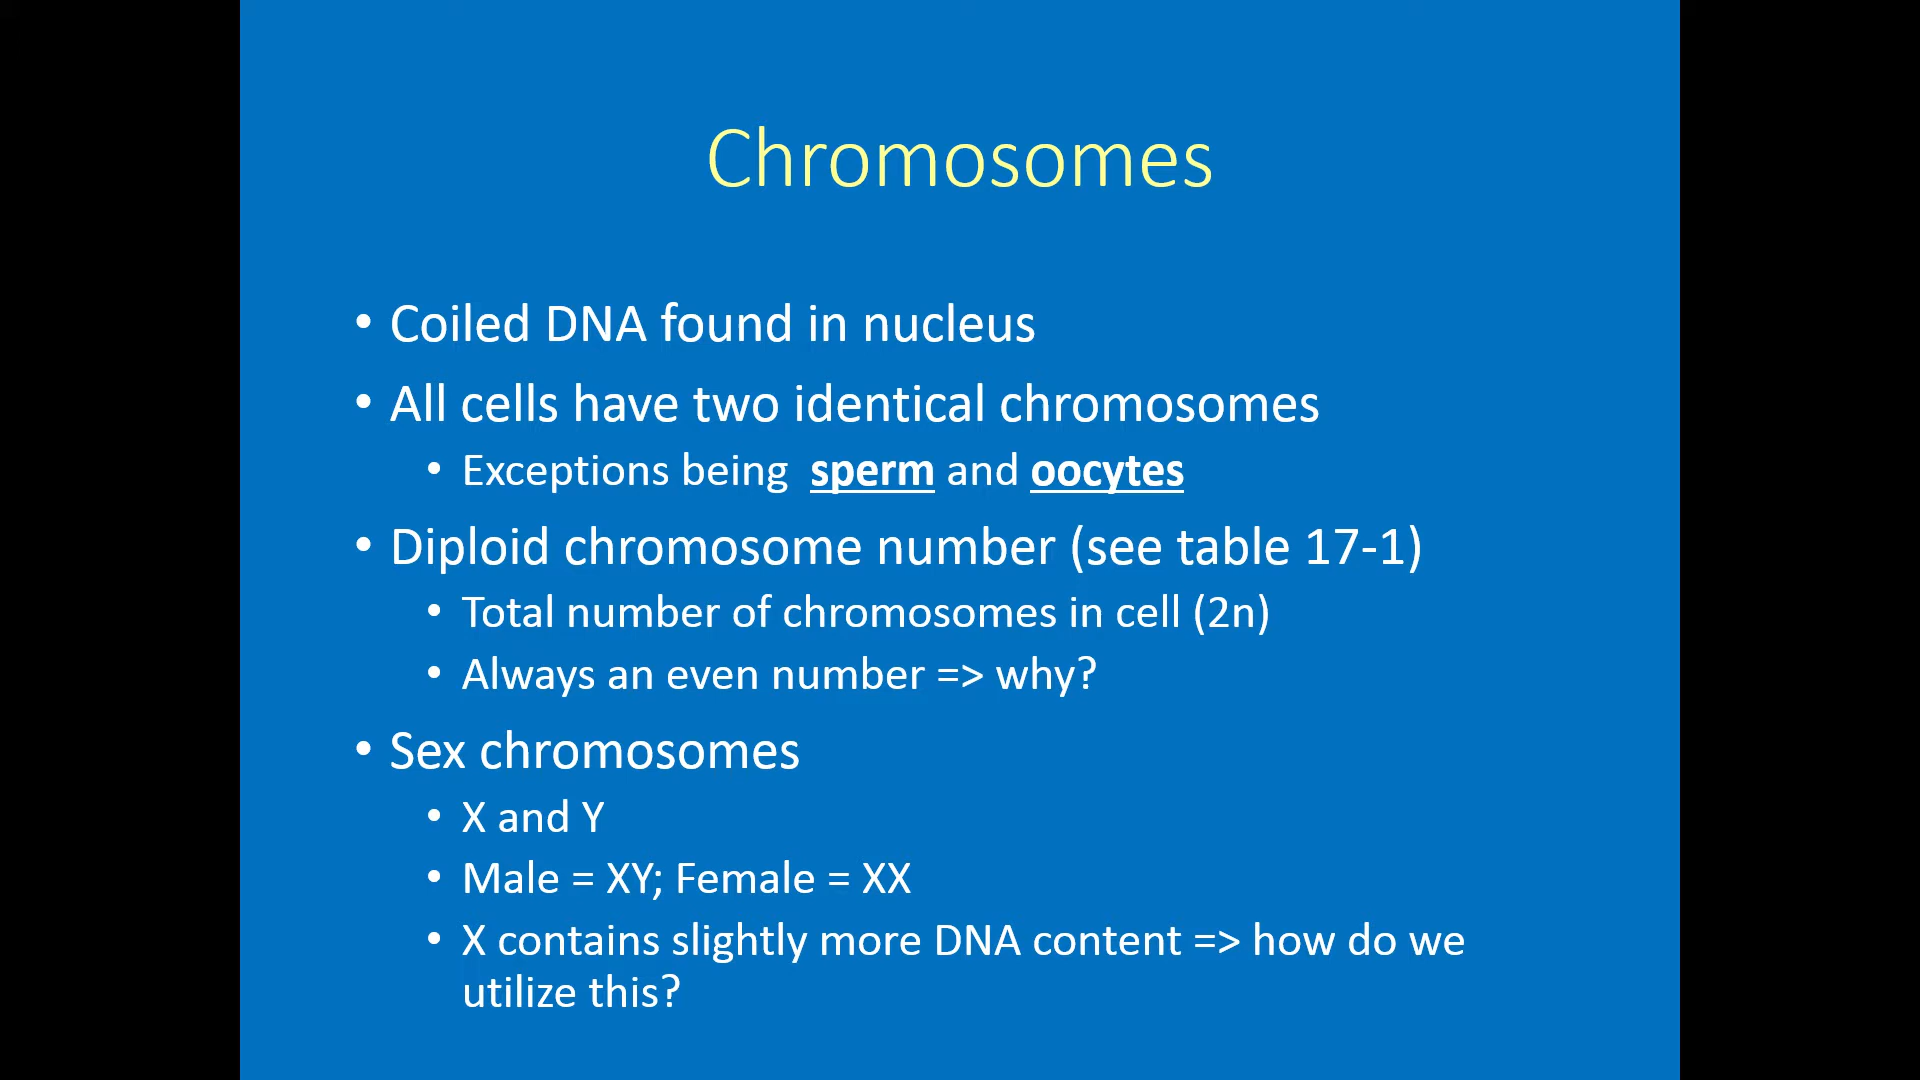 Chromosomes
• Coiled DNA found in nucleus
• All cells have two identical chromosomes
• Exceptions being sperm and oocytes
• Diploid chromosome number (see table 17-1)
• Total number of chromosomes in cell (2n)
• Always an even number => why?
• Sex chromosomes
• X and Y
• Male = XY; Female = XX
• X contains slightly more DNA content => how do we
utilize this?